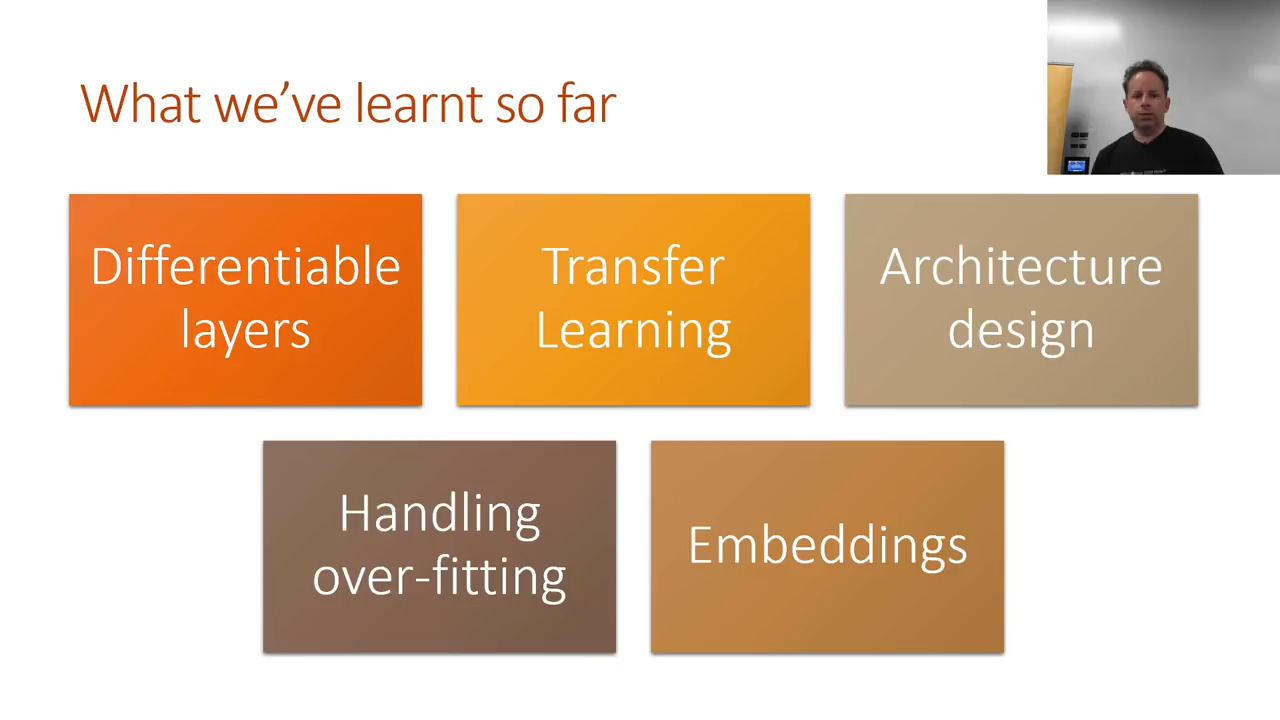 What we’ve learnt so far
Differentiable
layers
Transfer
Learning
Architecture
design
Handling
over-fitting
Embeddings